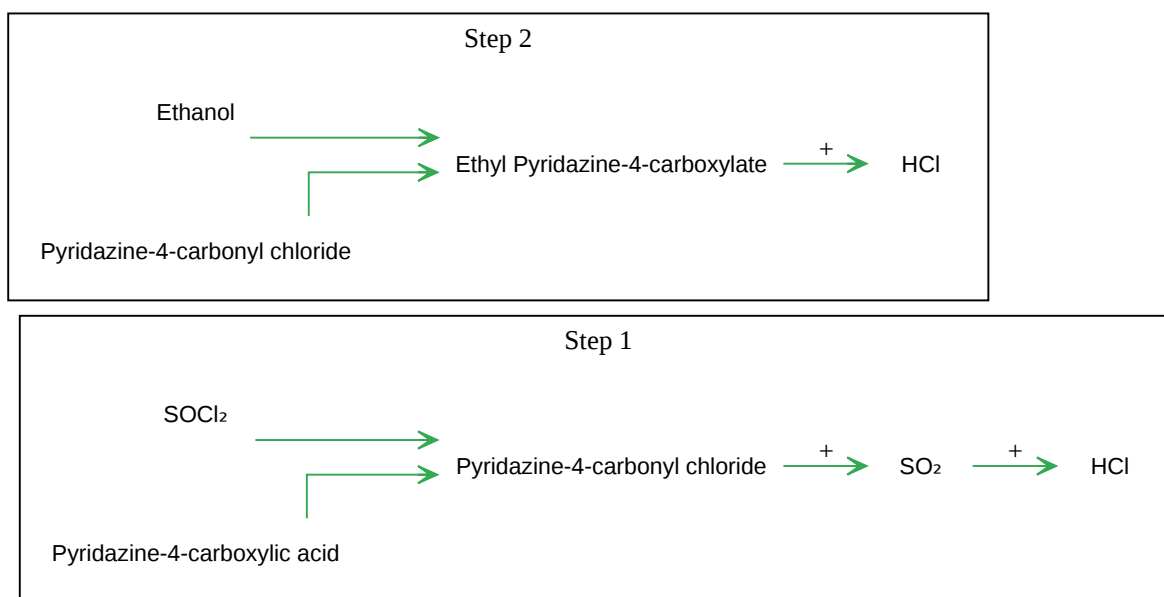 Step 2
Ethanol
Ethyl Pyridazine-4-carboxylate + HCl
Pyridazine-4-carbonyl chloride
Step 1
SOCl₂
Pyridazine-4-carbonyl chloride + SO₂ + HCl
Pyridazine-4-carboxylic acid